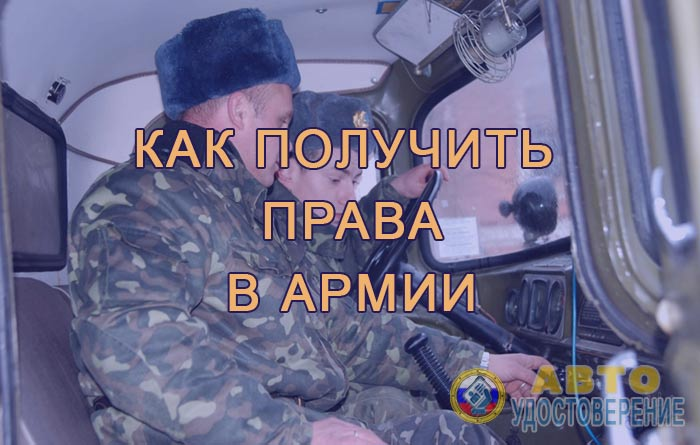 КАК ПОЛУЧИТЬ
ПРАВА
В АРМИИ
АВТО
УДОСТОВЕРЕНИЕ